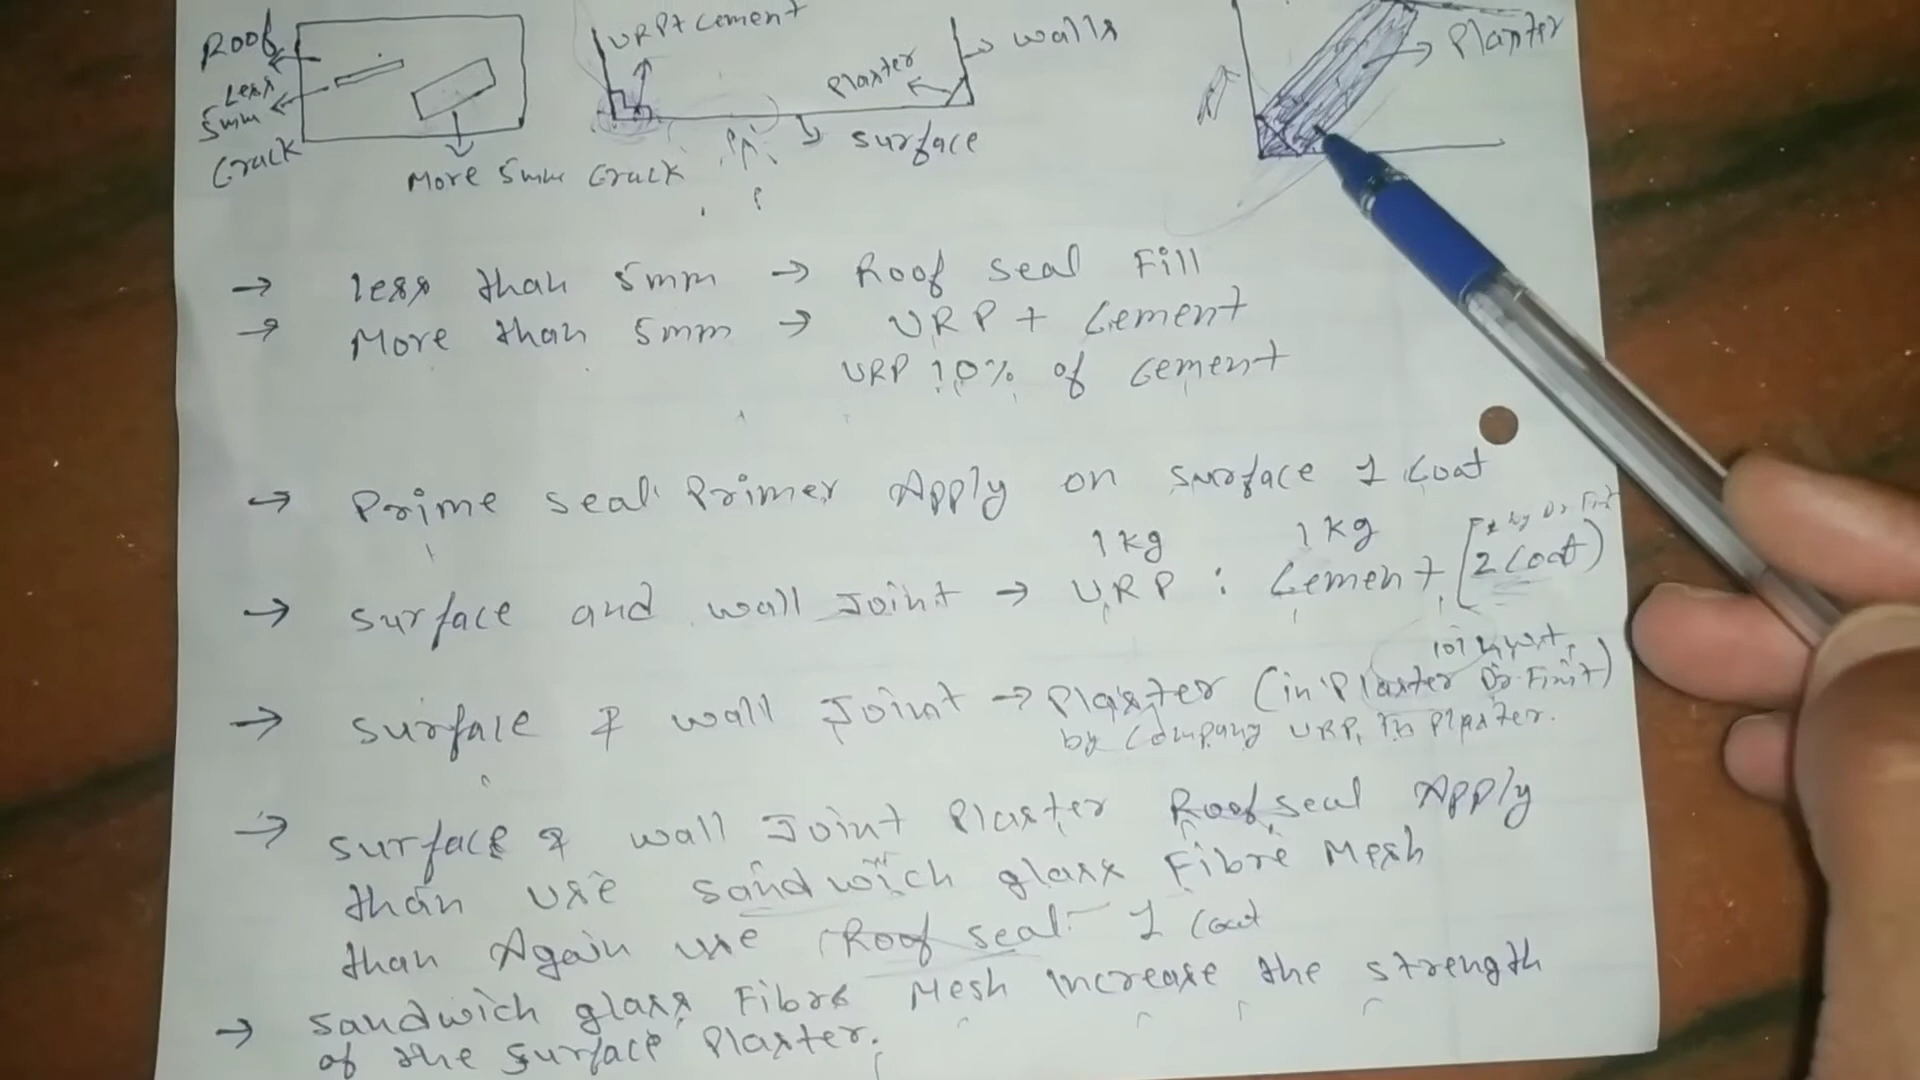 Roof
Less
5mm
Crack
More 5mm Crack
URP+ cement
Plaster
walls
Surface
Plaster
→ less than 5mm → Roof seal Fill
→ More than 5mm → URP + Cement
URP 10% of cement
→ Prime seal Primer Apply on surface 1 coat
1 kg 1 kg
→ surface and wall Joint → URP : Cement [2 Coat)
→ surface & wall Joint → Plaster (in Plaster Dr. Fixit)
by company URP, in Plaster.
→ surface & wall Joint Plaster Roof seal Apply
than use sandwich glass Fibre Mesh
than Again use Roof seal 1 coat
→ sandwich glass Fibre Mesh increase the strength
of the surface Plaster.